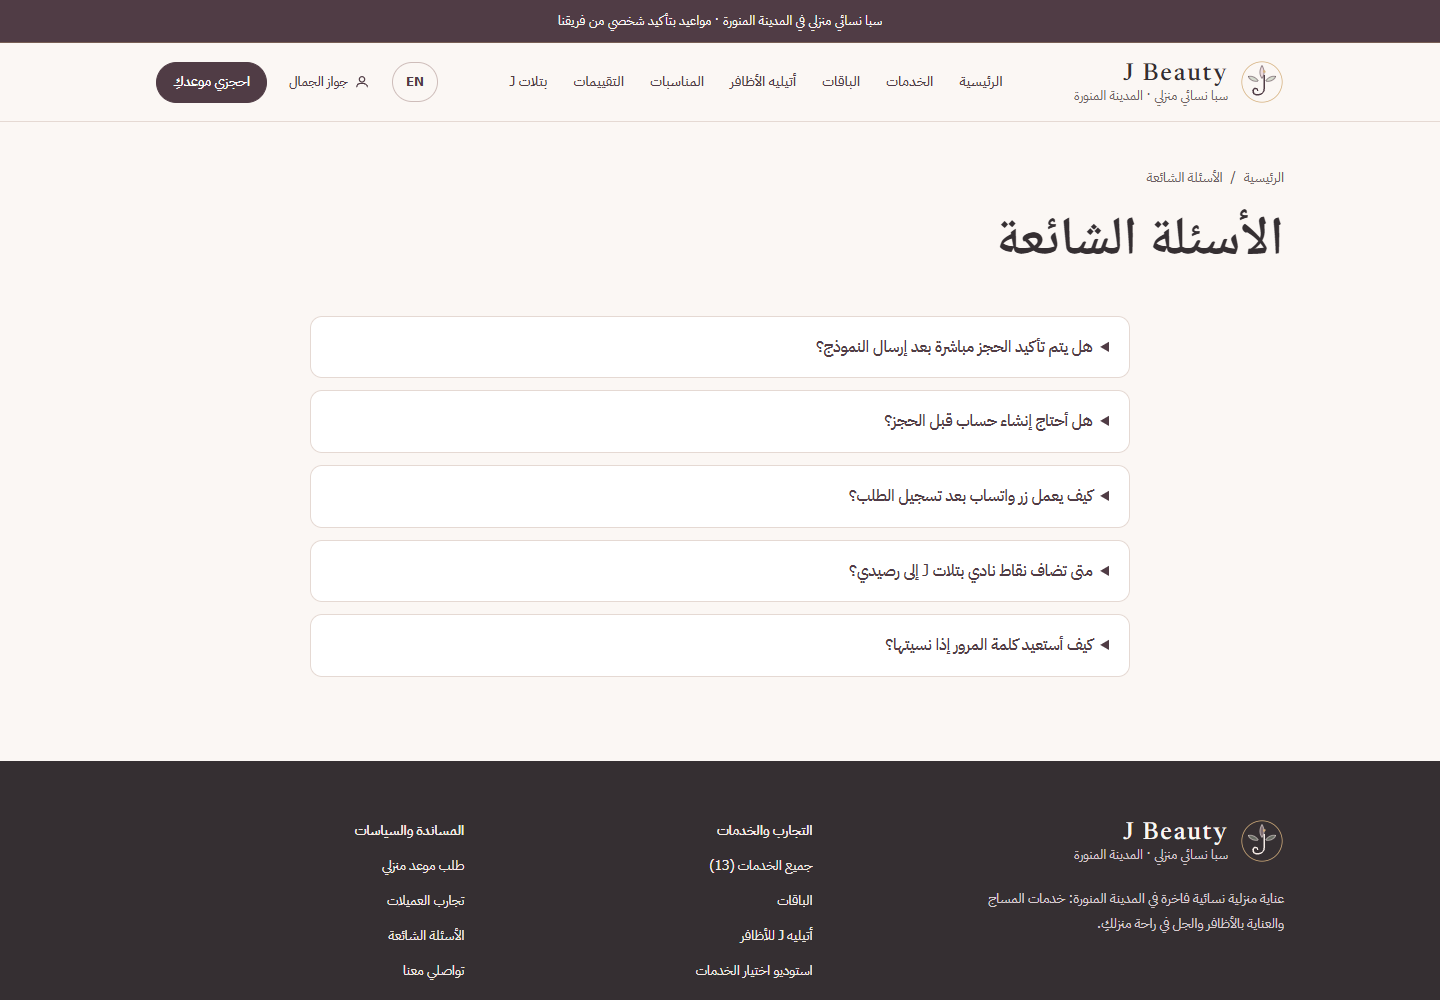 سبا نسائي منزلي في المدينة المنورة · مواعيد بتأكيد شخصي من فريقنا
J Beauty
سبا نسائي منزلي · المدينة المنورة
الرئيسية
الخدمات
الباقات
أتيليه الأظافر
المناسبات
التقييمات
بتلات J
EN
جواز الجمال
احجزي موعدكِ
الرئيسية / الأسئلة الشائعة
الأسئلة الشائعة
هل يتم تأكيد الحجز مباشرة بعد إرسال النموذج؟
هل أحتاج إنشاء حساب قبل الحجز؟
كيف يعمل زر واتساب بعد تسجيل الطلب؟
متى تضاف نقاط نادي بتلات J إلى رصيدي؟
كيف أستعيد كلمة المرور إذا نسيتها؟
J Beauty
سبا نسائي منزلي · المدينة المنورة
عناية منزلية نسائية فاخرة في المدينة المنورة: خدمات المساج
والعناية بالأظافر والجل في راحة منزلكِ.
التجارب والخدمات
جميع الخدمات (13)
الباقات
أتيليه J للأظافر
استوديو اختيار الخدمات
المساندة والسياسات
طلب موعد منزلي
تجارب العميلات
الأسئلة الشائعة
تواصلي معنا